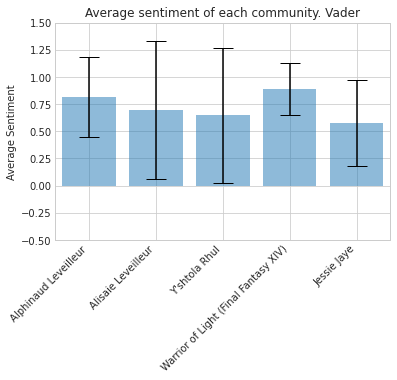 Average sentiment of each community. Vader
Average Sentiment
1.50
1.25
1.00
0.75
0.50
0.25
0.00
−0.25
−0.50
Alphinaud Leveilleur
Alisaie Leveilleur
Y'shtola Rhul
Warrior of Light (Final Fantasy XIV)
Jessie Jaye